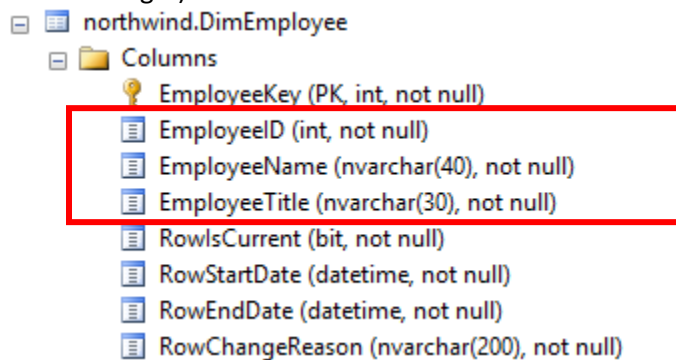 northwind.DimEmployee
Columns
EmployeeKey (PK, int, not null)
EmployeeID (int, not null)
EmployeeName (nvarchar(40), not null)
EmployeeTitle (nvarchar(30), not null)
RowIsCurrent (bit, not null)
RowStartDate (datetime, not null)
RowEndDate (datetime, not null)
RowChangeReason (nvarchar(200), not null)